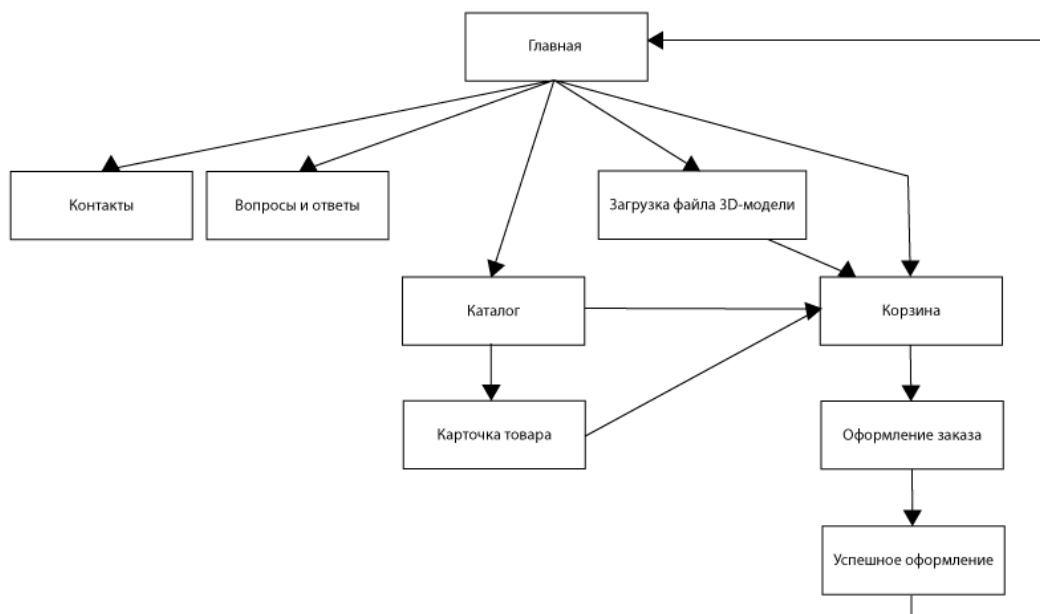 Главная
Контакты
Вопросы и ответы
Загрузка файла 3D-модели
Каталог
Корзина
Карточка товара
Оформление заказа
Успешное оформление